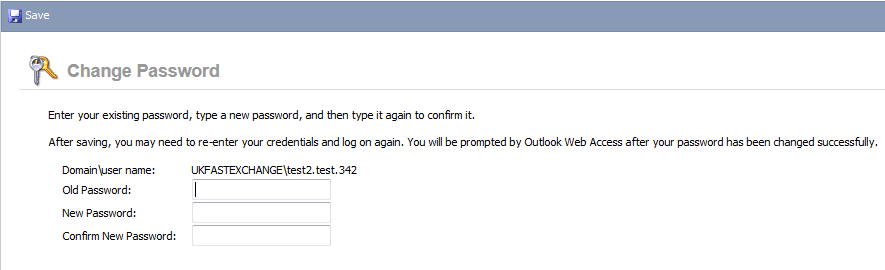 Save
Change Password
Enter your existing password, type a new password, and then type it again to confirm it.
After saving, you may need to re-enter your credentials and log on again. You will be prompted by Outlook Web Access after your password has been changed successfully.
Domain\user name: UKFASTEXCHANGE\test2.test.342
Old Password:
New Password:
Confirm New Password: